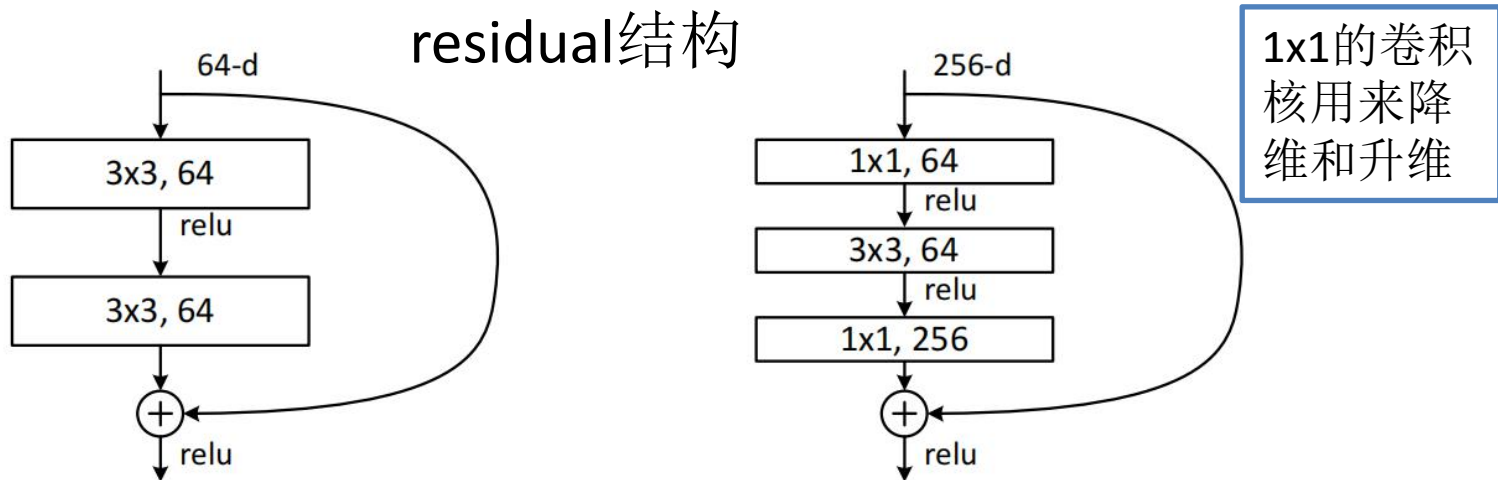 residual结构
64-d
3x3, 64
relu
3x3, 64
relu
256-d
1x1, 64
relu
3x3, 64
relu
1x1, 256
relu
1x1的卷积
核用来降
维和升维